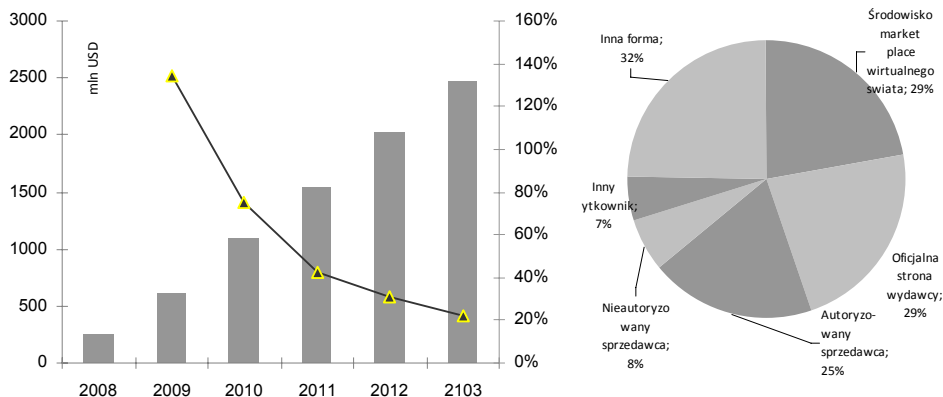 3000
2500
2000
1500
1000
500
0
mln USD
160%
140%
120%
100%
80%
60%
40%
20%
0%
2008
2009
2010
2011
2012
2103
Środowisko
market
place
wirtualnego
swiata; 29%
Oficjalna
strona
wydawcy;
29%
Autoryzo-
wany
sprzedawca;
25%
Nieautoryzo
wany
sprzedawca;
8%
Inny
ytkownik;
7%
Inna forma;
32%